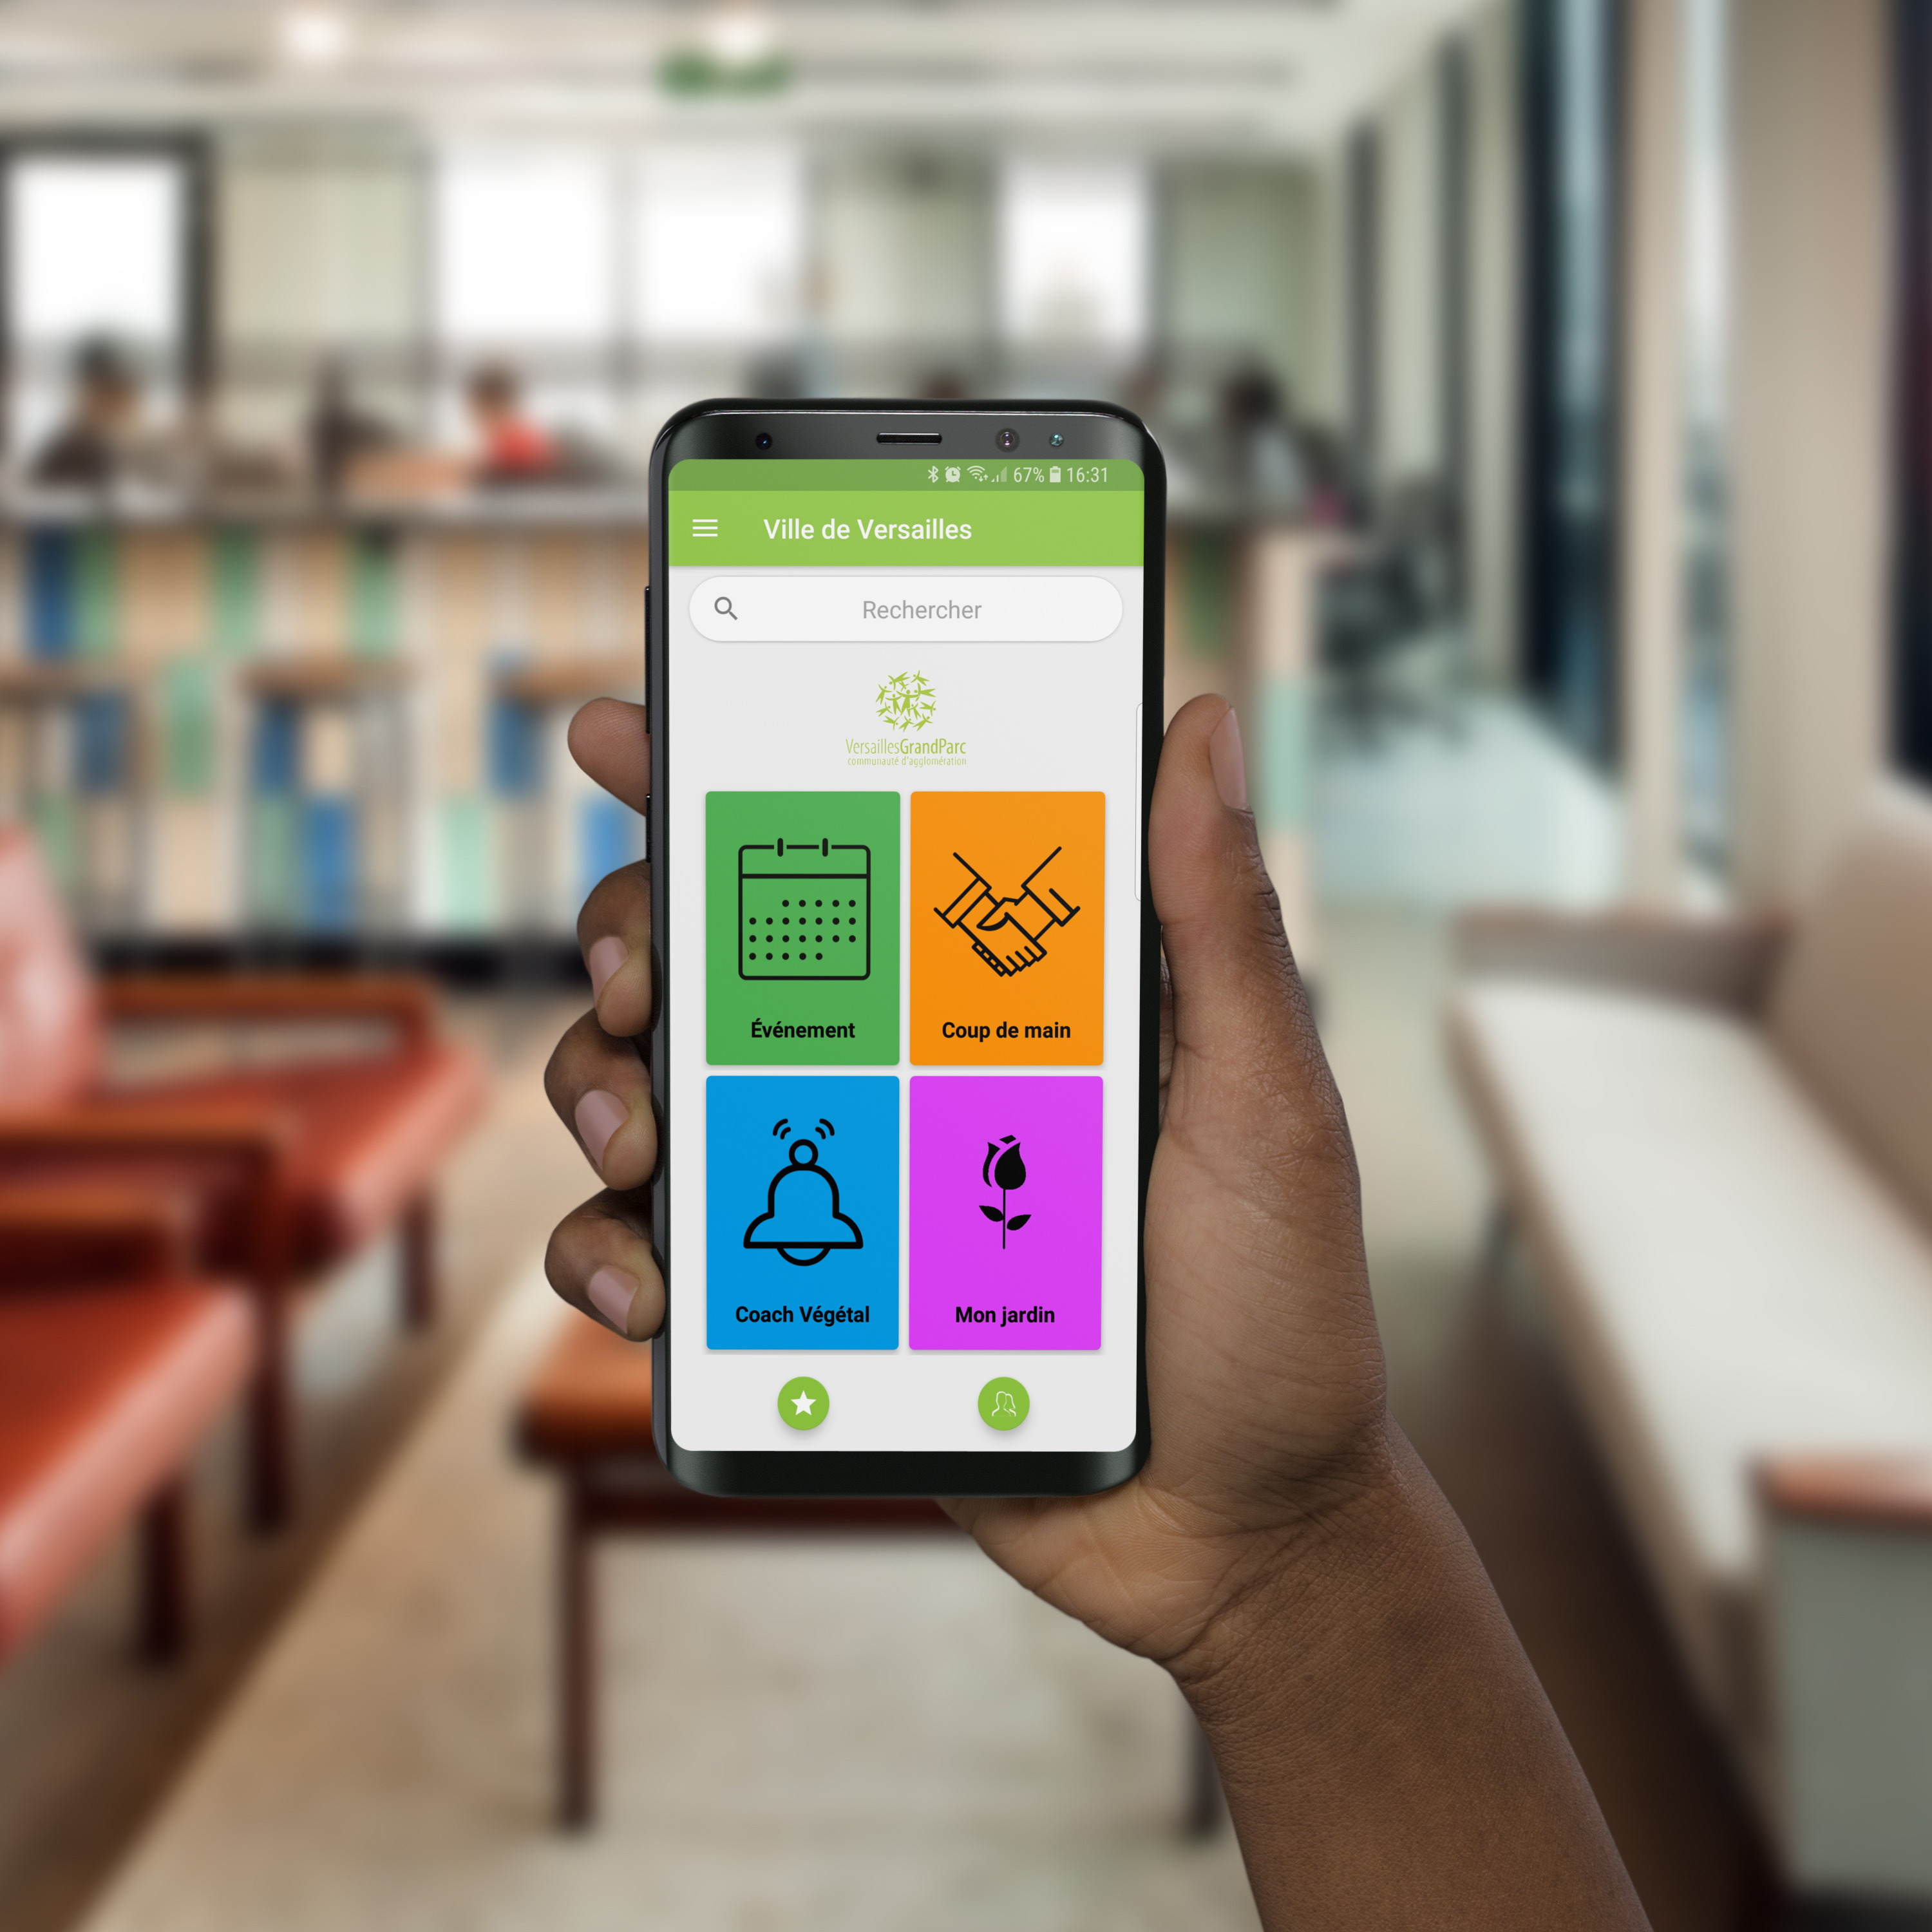 67% 16:31
Ville de Versailles
Rechercher
VersaillesGrandParc
communauté d'agglomération
Événement
Coup de main
Coach Végétal
Mon jardin